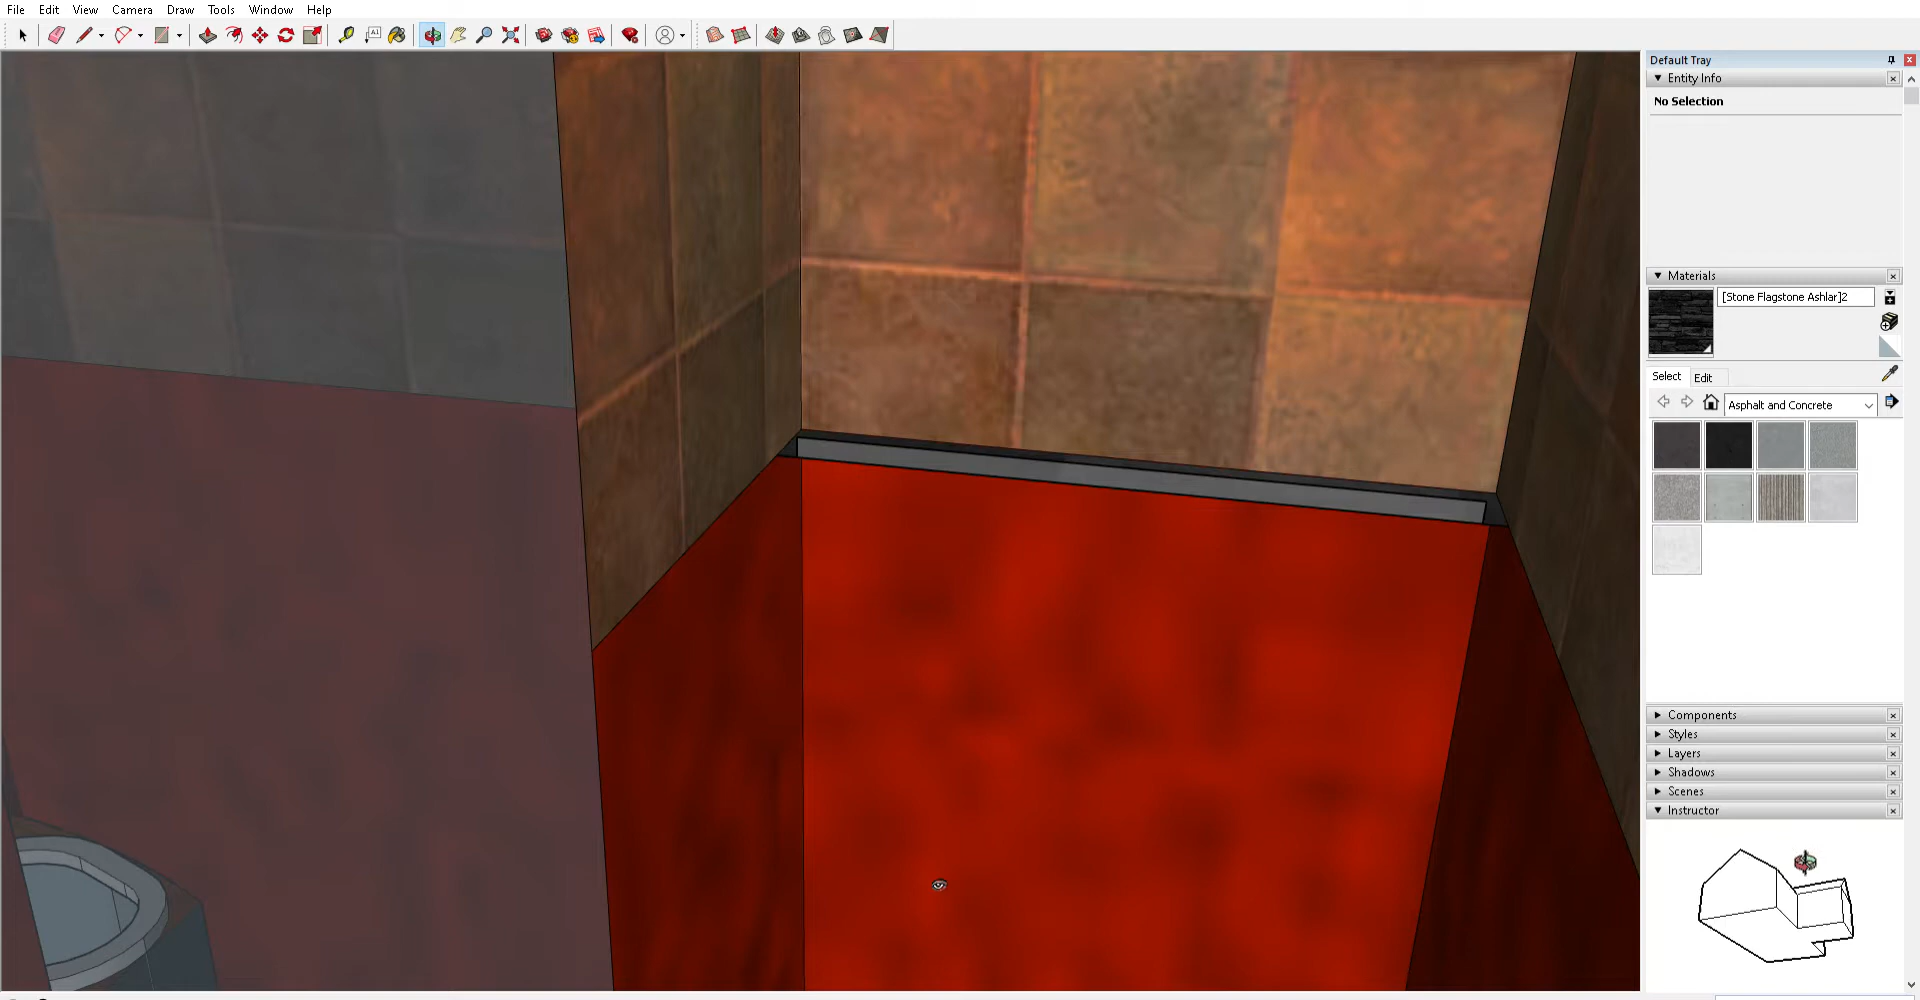 File Edit View Camera Draw Tools Window Help
Default Tray
Entity Info
No Selection
Materials
[Stone Flagstone Ashlar]2
Select Edit
Asphalt and Concrete
Components
Styles
Layers
Shadows
Scenes
Instructor